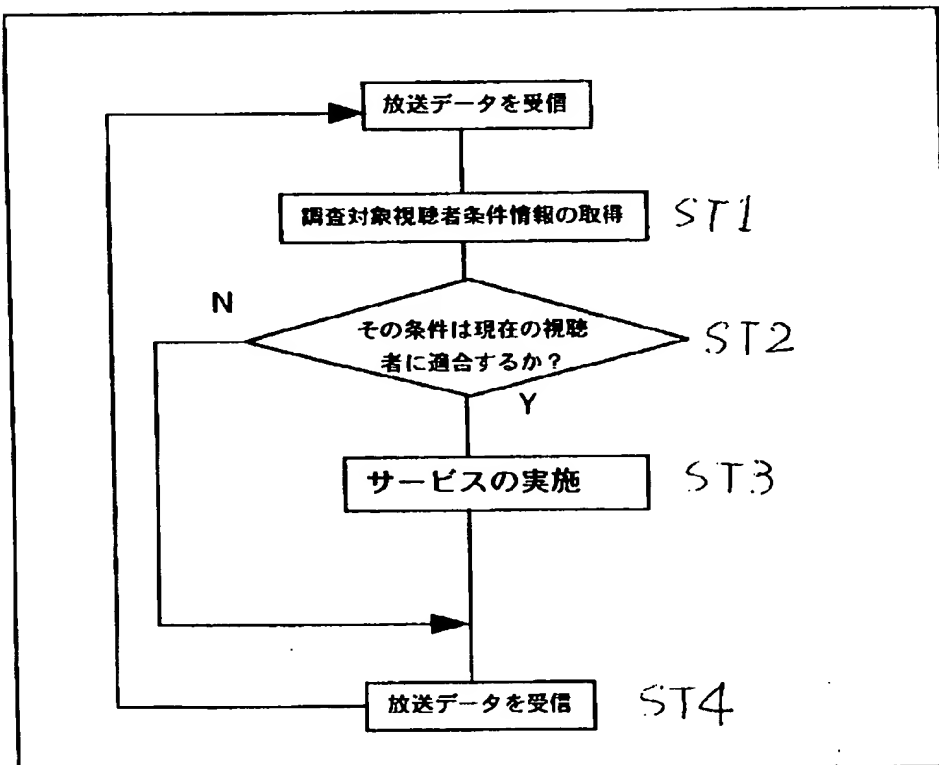 放送データを受信
調査対象視聴者条件情報の取得
ST1
N
その条件は現在の視聴
者に適合するか？
ST2
Y
サービスの実施
ST3
放送データを受信
ST4